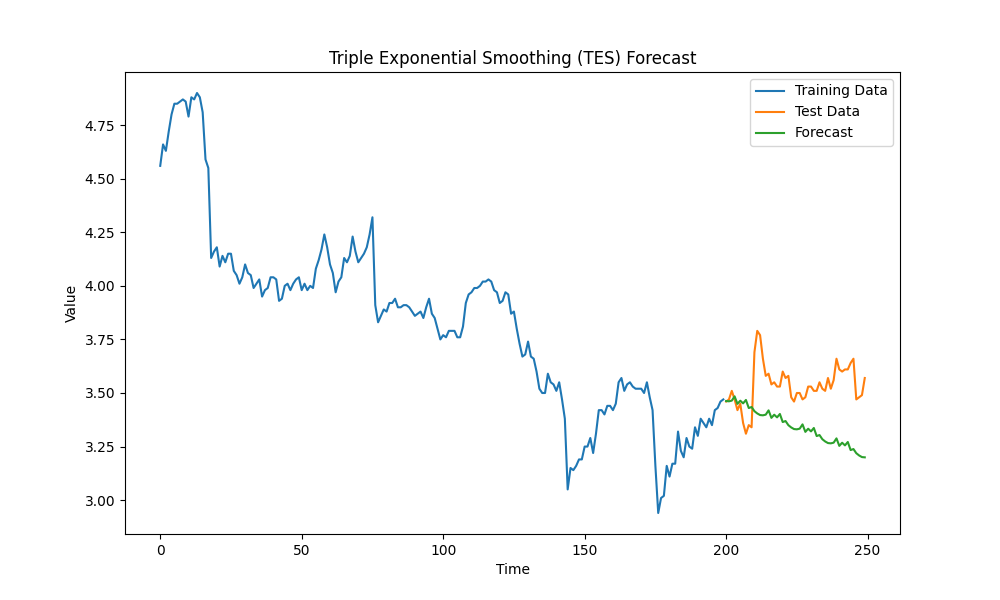 Triple Exponential Smoothing (TES) Forecast
Training Data
Test Data
Forecast
Value
4.75
4.50
4.25
4.00
3.75
3.50
3.25
3.00
0
50
100
150
200
250
Time